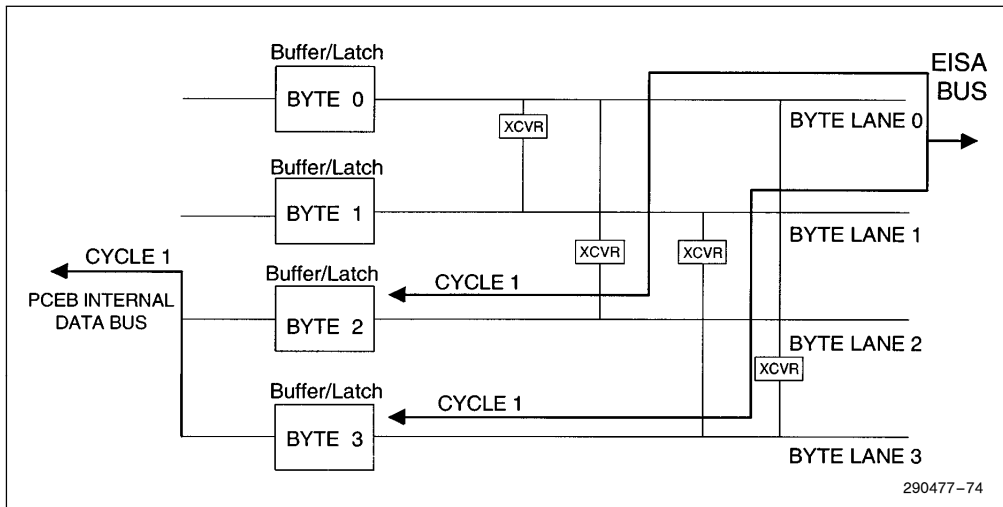 Buffer/Latch
BYTE 0
EISA
BUS
XCVR
BYTE LANE 0
Buffer/Latch
BYTE 1
BYTE LANE 1
CYCLE 1
Buffer/Latch
XCVR
XCVR
CYCLE 1
PCEB INTERNAL
DATA BUS
BYTE 2
BYTE LANE 2
XCVR
Buffer/Latch
CYCLE 1
BYTE 3
BYTE LANE 3
290477–74